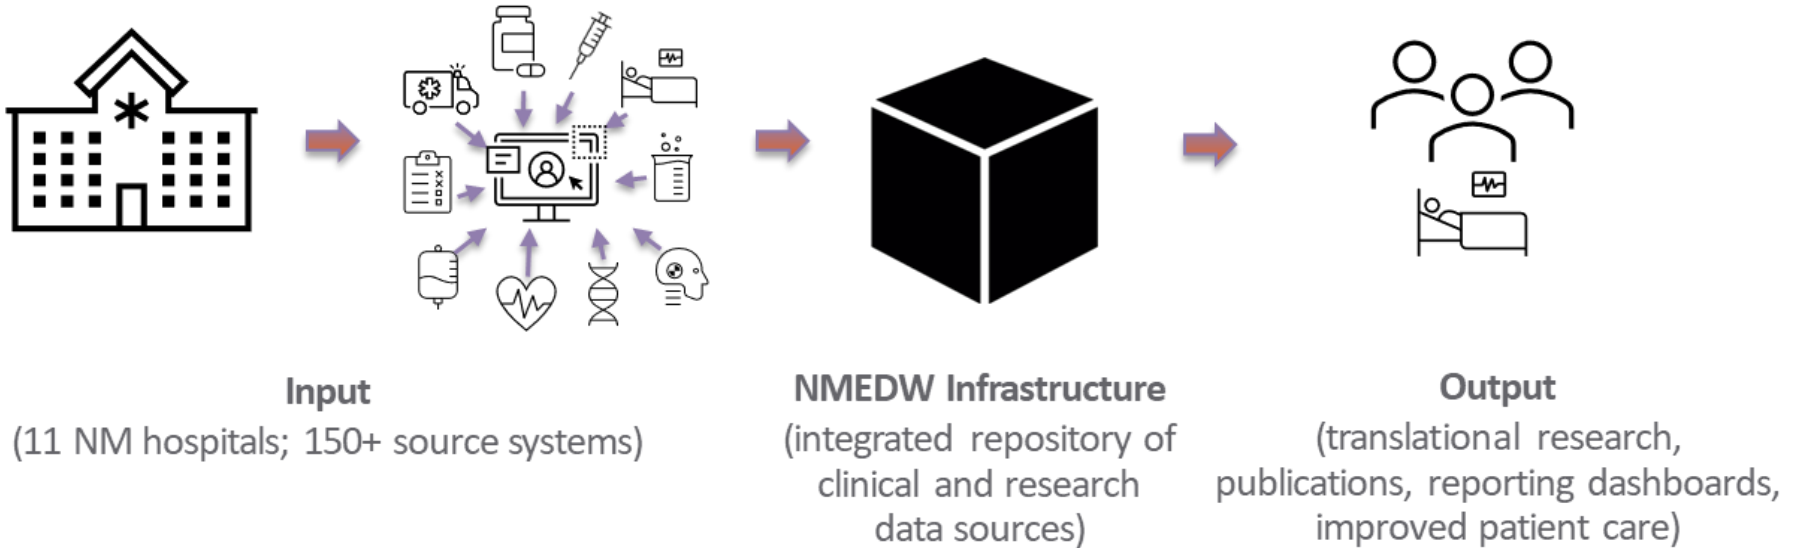 Input
(11 NM hospitals; 150+ source systems)
NMEDW Infrastructure
(integrated repository of
clinical and research
data sources)
Output
(translational research,
publications, reporting dashboards,
improved patient care)